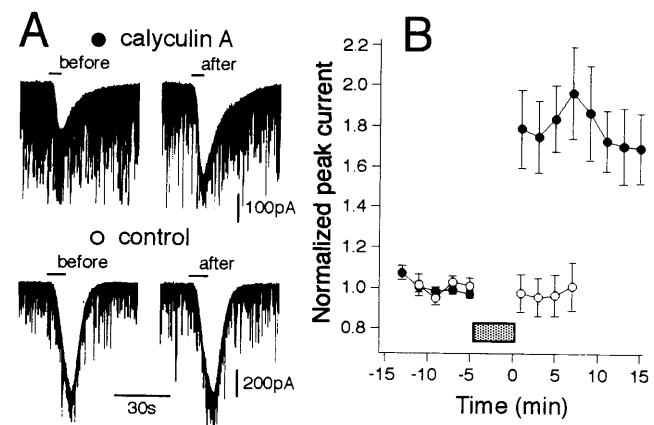 A
calyculin A
before
after
100pA
control
before
after
200pA
30s
B
Normalized peak current
2.2
2.0
1.8
1.6
1.4
1.2
1.0
0.8
-15
-10
-5
0
5
10
15
Time (min)